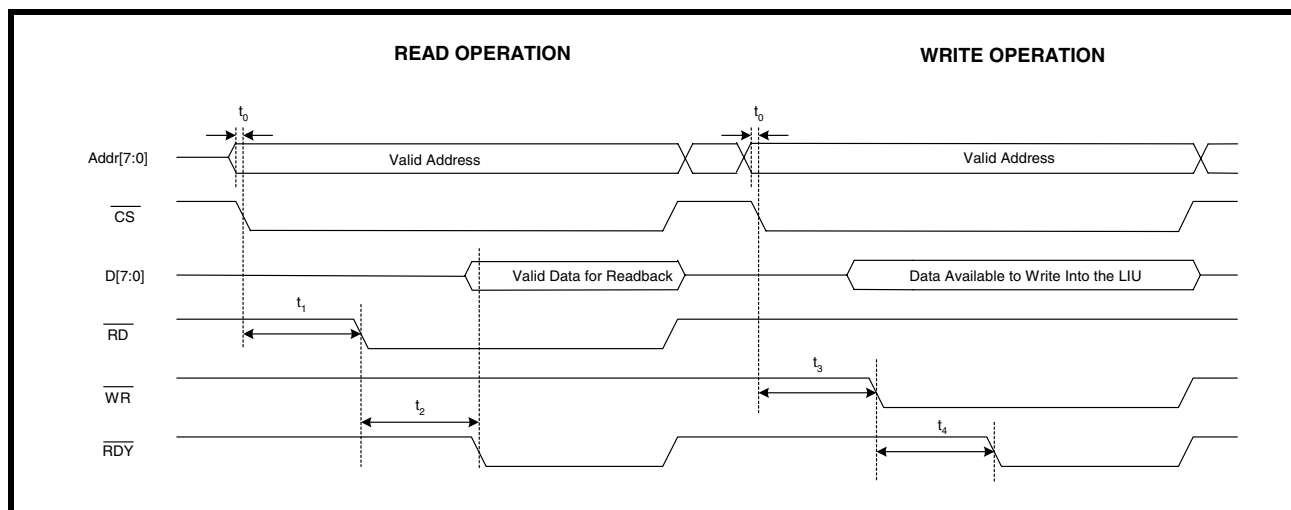 READ OPERATION
WRITE OPERATION
t0
t0
Addr[7:0]
Valid Address
Valid Address
CS
D[7:0]
Valid Data for Readback
Data Available to Write Into the LIU
t1
RD
t3
WR
t2
t4
RDY